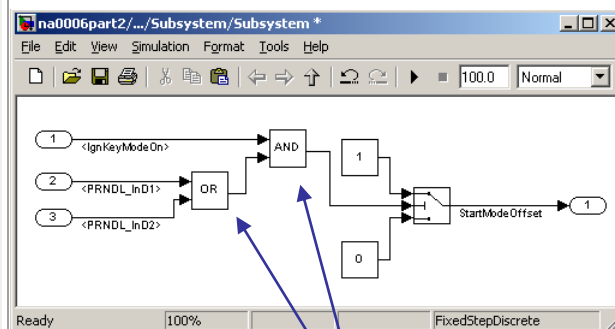 na0006part2/.../Subsystem/Subsystem *
File Edit View Simulation Format Tools Help
100.0 Normal
1 <IgnKeyModeOn>
AND
1
2 <PRNDL_InD1>
OR
3 <PRNDL_InD2>
StartModeOffset
1
0
Ready 100% FixedStepDiscrete